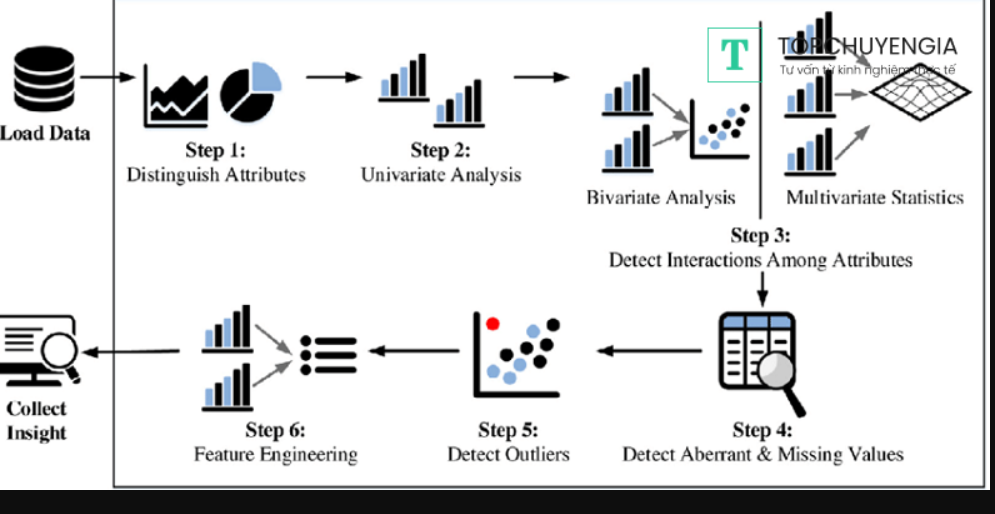 T
TOPCHUYENGIA
Tư vấn từ kinh nghiệm thực tế
Load Data
Step 1:
Distinguish Attributes
Step 2:
Univariate Analysis
Bivariate Analysis
Multivariate Statistics
Step 3:
Detect Interactions Among Attributes
Step 4:
Detect Aberrant & Missing Values
Step 5:
Detect Outliers
Step 6:
Feature Engineering
Collect
Insight